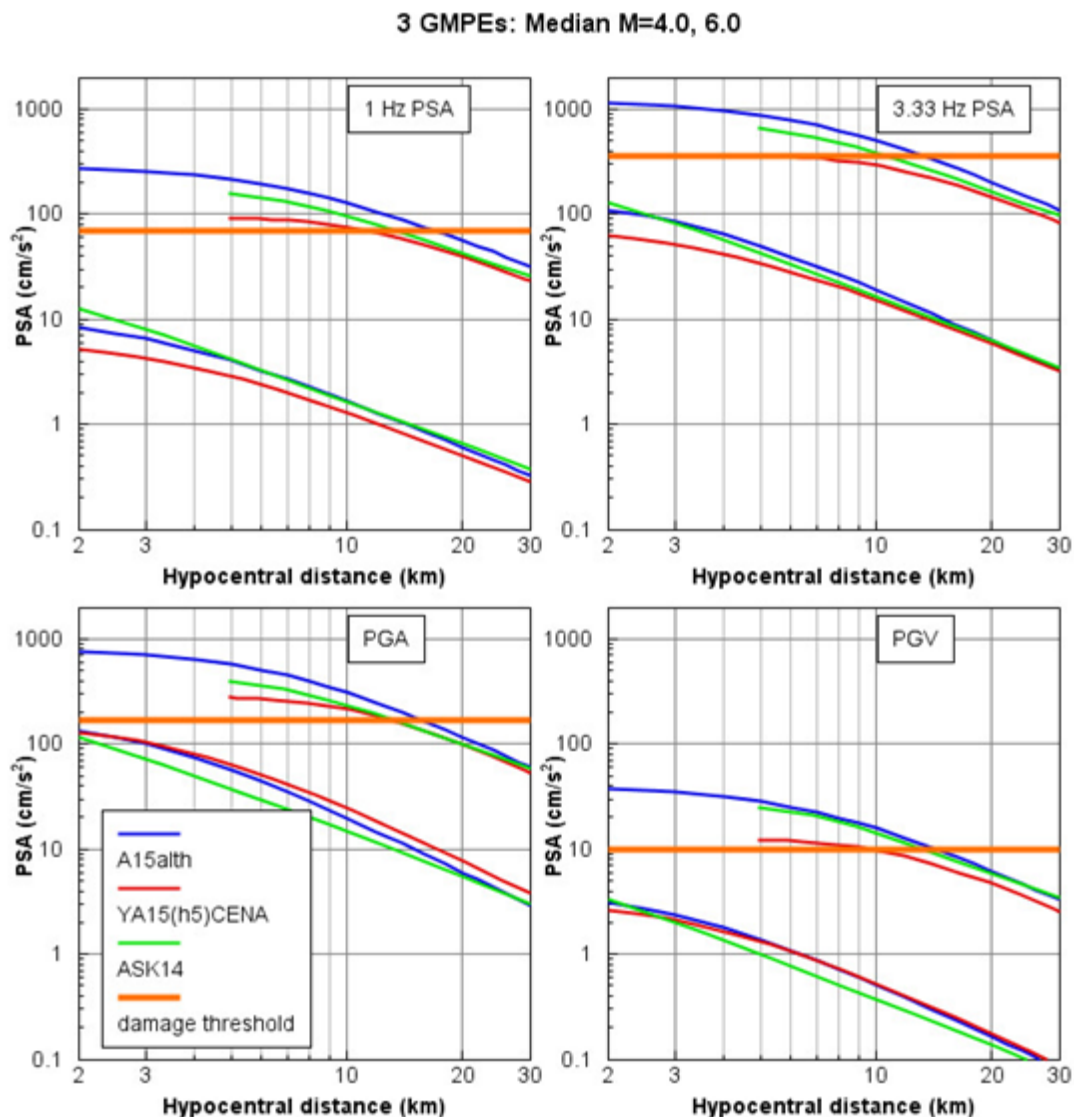 3 GMPEs: Median M=4.0, 6.0
1 Hz PSA
1000
100
10
1
0.1
PSA (cm/s²)
2 3 10 20 30
Hypocentral distance (km)
3.33 Hz PSA
1000
100
10
1
0.1
PSA (cm/s²)
2 3 10 20 30
Hypocentral distance (km)
PGA
1000
100
10
1
0.1
PSA (cm/s²)
A15alth
YA15(h5)CENA
ASK14
damage threshold
2 3 10 20 30
Hypocentral distance (km)
PGV
1000
100
10
1
0.1
PSA (cm/s²)
2 3 10 20 30
Hypocentral distance (km)